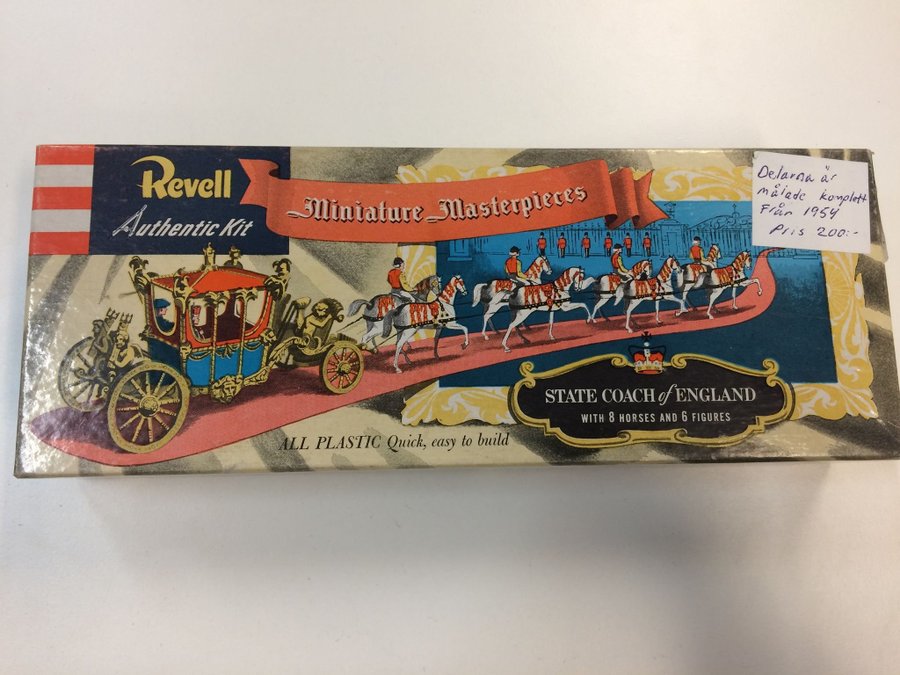 Revell
Authentic Kit
Miniature Masterpieces
Delarna är
målade komplett
Från 1954
Pris 200:-
STATE COACH of ENGLAND
WITH 8 HORSES AND 6 FIGURES
ALL PLASTIC Quick, easy to build